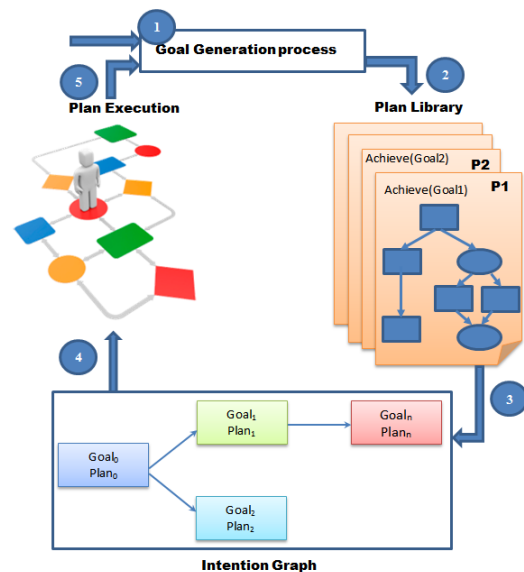 1
Goal Generation process
5
2
Plan Execution
Plan Library
Achieve(Goal2)
P2
P1
Achieve(Goal1)
4
3
Goal₁
Plan₁
Goalₙ
Planₙ
Goal₀
Plan₀
Goal₂
Plan₂
Intention Graph